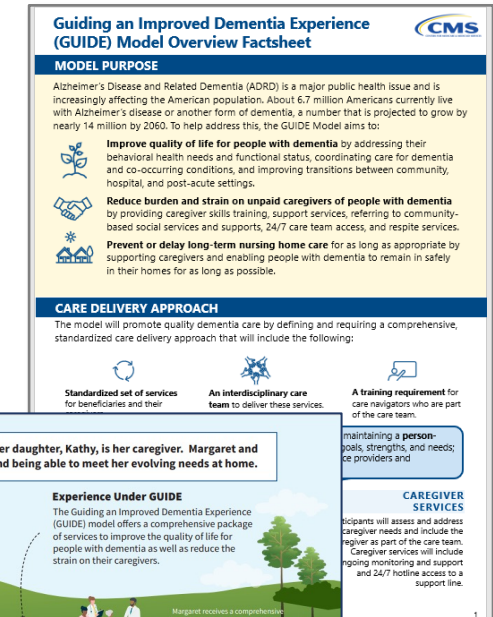 Guiding an Improved Dementia Experience
(GUIDE) Model Overview Factsheet
CMS
MODEL PURPOSE
Alzheimer's Disease and Related Dementia (ADRD) is a major public health issue and is
increasingly affecting the American population. About 6.7 million Americans currently live
with Alzheimer's disease or another form of dementia, a number that is projected to grow by
nearly 14 million by 2060. To help address this, the GUIDE Model aims to:
Improve quality of life for people with dementia by addressing their
behavioral health needs and functional status, coordinating care for dementia
and co-occurring conditions, and improving transitions between community,
hospital, and post-acute settings.
Reduce burden and strain on unpaid caregivers of people with dementia
by providing caregiver skills training, support services, referring to community-
based social services and supports, 24/7 care team access, and respite services.
Prevent or delay long-term nursing home care for as long as appropriate by
supporting caregivers and enabling people with dementia to remain in safely
in their homes for as long as possible.
CARE DELIVERY APPROACH
The model will promote quality dementia care by defining and requiring a comprehensive,
standardized care delivery approach that will include the following:
Standardized set of services
for beneficiaries and their
An interdisciplinary care
team to deliver these services.
A training requirement for
care navigators who are part
of the care team.
maintaining a person-
goals, strengths, and needs;
ce providers and
er daughter, Kathy, is her caregiver. Margaret and
nd being able to meet her evolving needs at home.
Experience Under GUIDE
The Guiding an Improved Dementia Experience
(GUIDE) model offers a comprehensive package
of services to improve the quality of life for
people with dementia as well as reduce the
strain on their caregivers.
Margaret receives a comprehensive
CAREGIVER
SERVICES
ticipants will assess and address
caregiver needs and include the
regiver as part of the care team.
Caregiver services will include
ngoing monitoring and support
and 24/7 hotline access to a
support line.
1